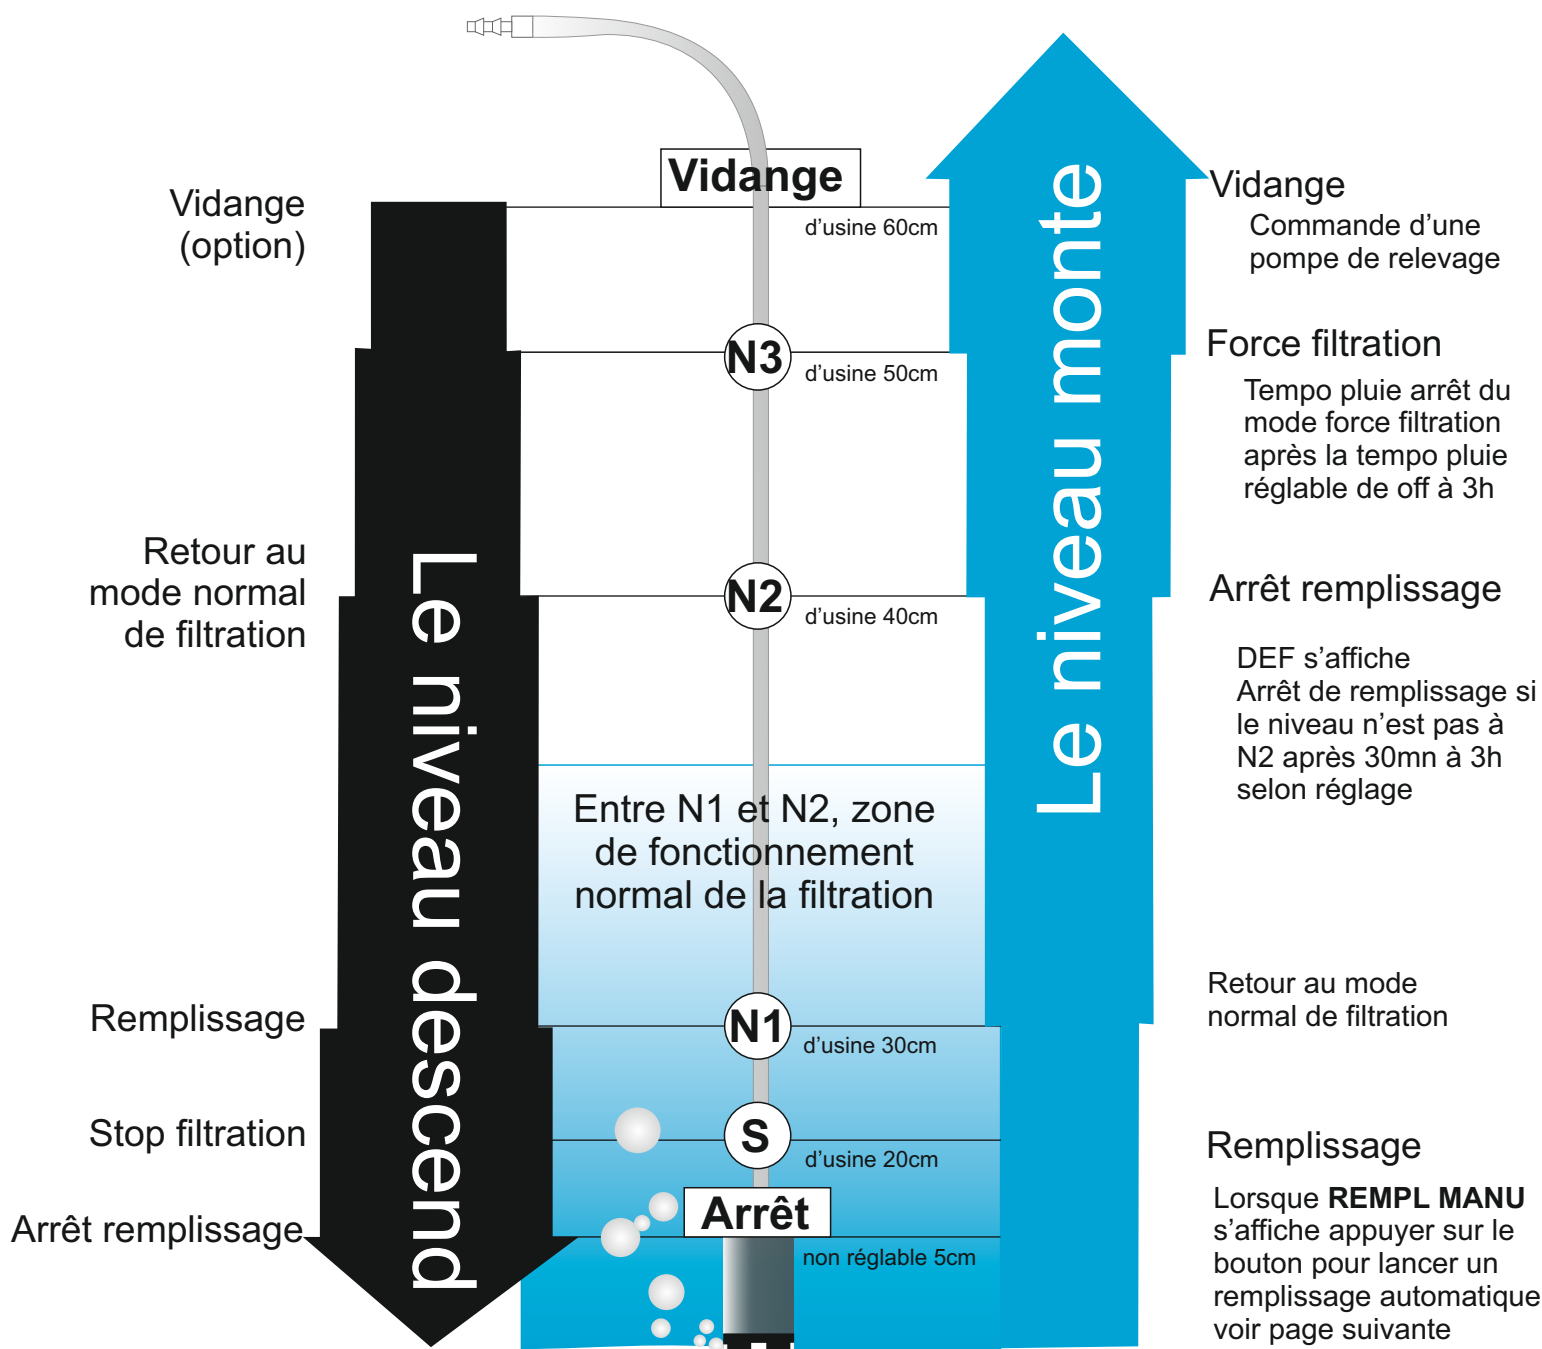 Vidange
(option)
Retour au
mode normal
de filtration
Remplissage
Stop filtration
Arrêt remplissage
Le niveau descend
Vidange
d'usine 60cm
N3
d'usine 50cm
N2
d'usine 40cm
Entre N1 et N2, zone
de fonctionnement
normal de la filtration
N1
d'usine 30cm
S
d'usine 20cm
Arrêt
non réglable 5cm
Le niveau monte
Vidange
Commande d'une
pompe de relevage
Force filtration
Tempo pluie arrêt du
mode force filtration
après la tempo pluie
réglable de off à 3h
Arrêt remplissage
DEF s'affiche
Arrêt de remplissage si
le niveau n'est pas à
N2 après 30mn à 3h
selon réglage
Retour au mode
normal de filtration
Remplissage
Lorsque REMPL MANU
s'affiche appuyer sur le
bouton pour lancer un
remplissage automatique
voir page suivante